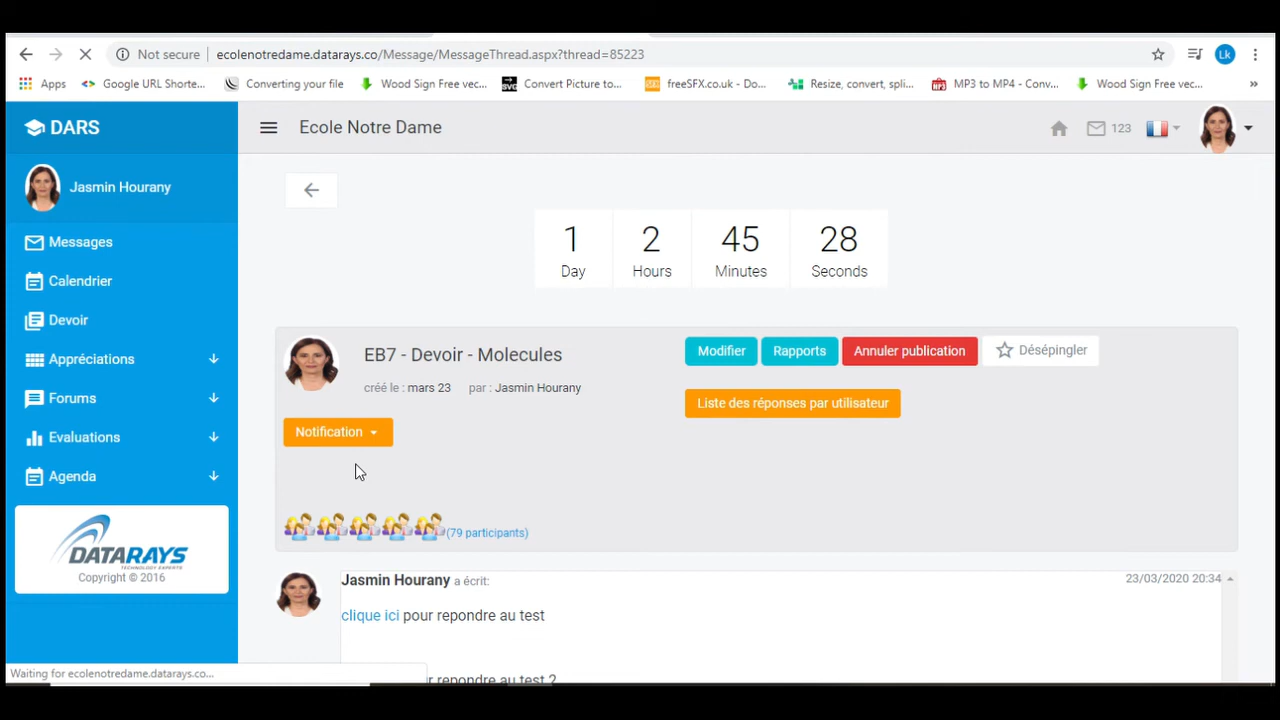 Not secure ecolenotredame.datarays.co/Message/MessageThread.aspx?thread=85223 Lk
Apps Google URL Shorte... Converting your file Wood Sign Free vec... SVG Convert Picture to... freeSFX.co.uk - Do... Resize, convert, spli... MP3 to MP4 - Conv... Wood Sign Free vec... »
DARS
Ecole Notre Dame
123
Jasmin Hourany
Messages
Calendrier
Devoir
Appréciations
Forums
Evaluations
Agenda
DATARAYS
TECHNOLOGY EXPERTS
Copyright © 2016
1 2 45 28
Day Hours Minutes Seconds
EB7 - Devoir - Molecules
créé le : mars 23 par : Jasmin Hourany
Modifier Rapports Annuler publication Désépingler
Liste des réponses par utilisateur
Notification
(79 participants)
Jasmin Hourany a écrit:
23/03/2020 20:34
clique ici pour repondre au test
r repondre au test ?
Waiting for ecolenotredame.datarays.co...